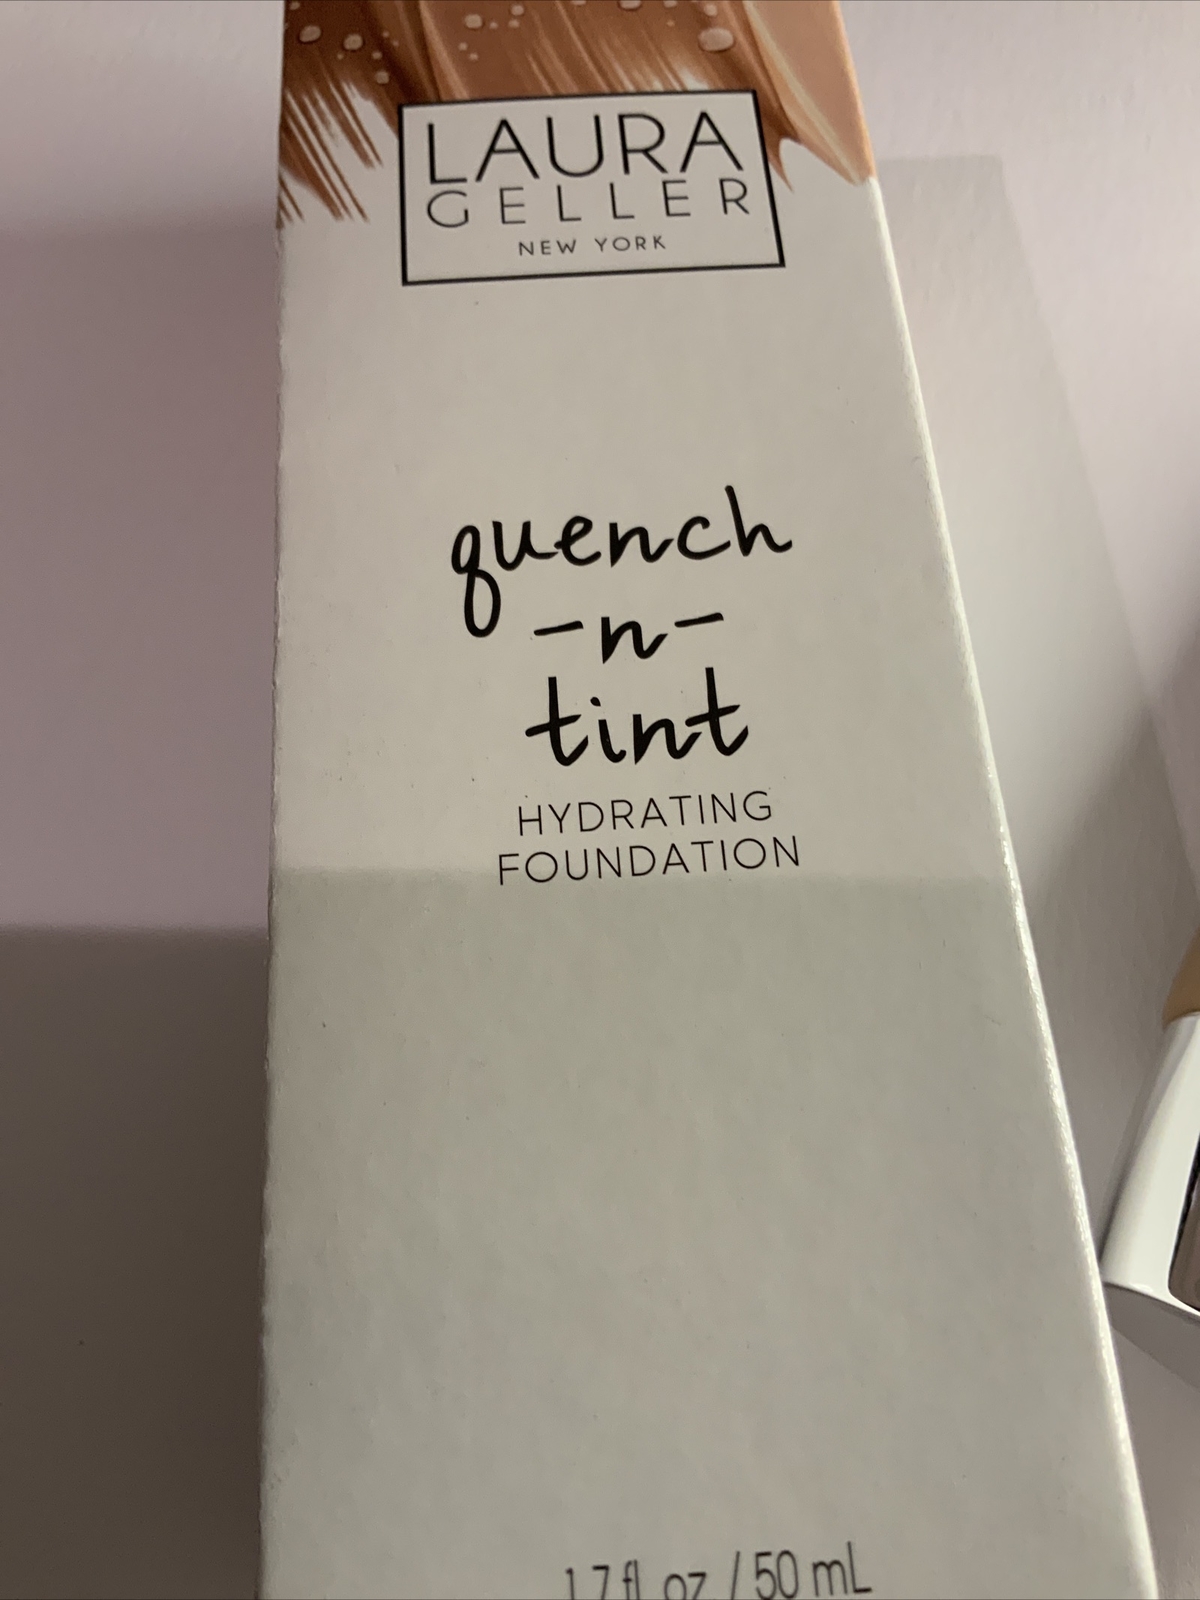 LAURA
GELLER
NEW YORK
quench
-n-
tint
HYDRATING
FOUNDATION
1.7 fl oz / 50 mL